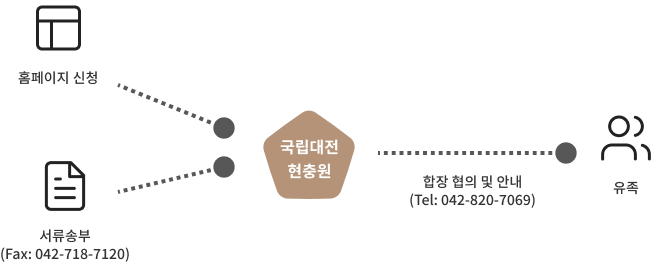 홈페이지 신청
서류송부
(Fax: 042-718-7120)
국립대전
현충원
합장 협의 및 안내
(Tel: 042-820-7069)
유족